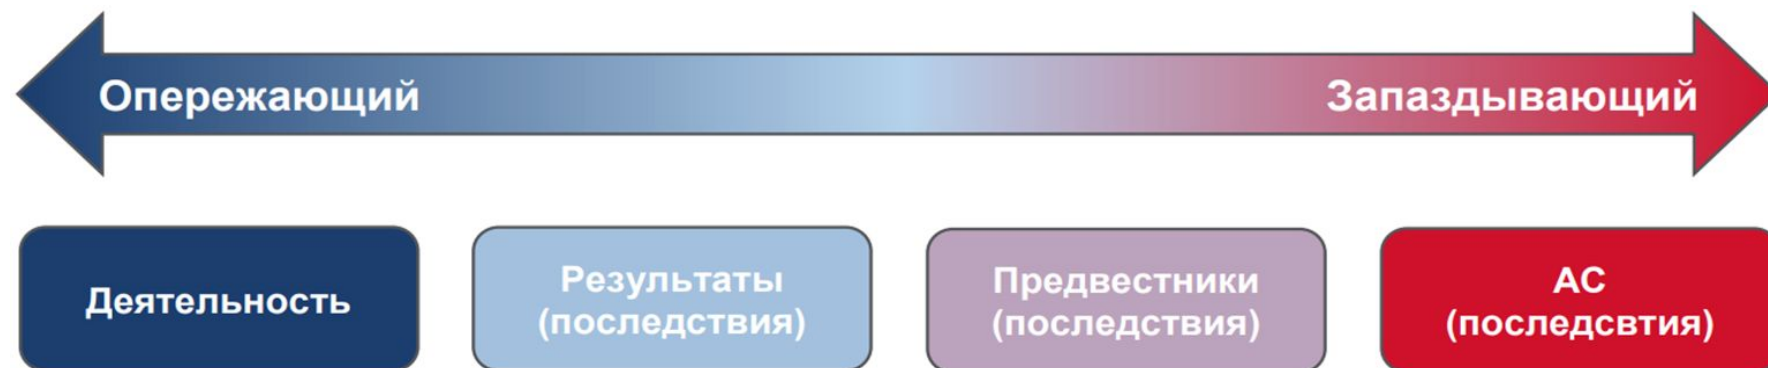 Опережающий
Запаздывающий
Деятельность
Результаты
(последствия)
Предвестники
(последствия)
АС
(последсвтия)